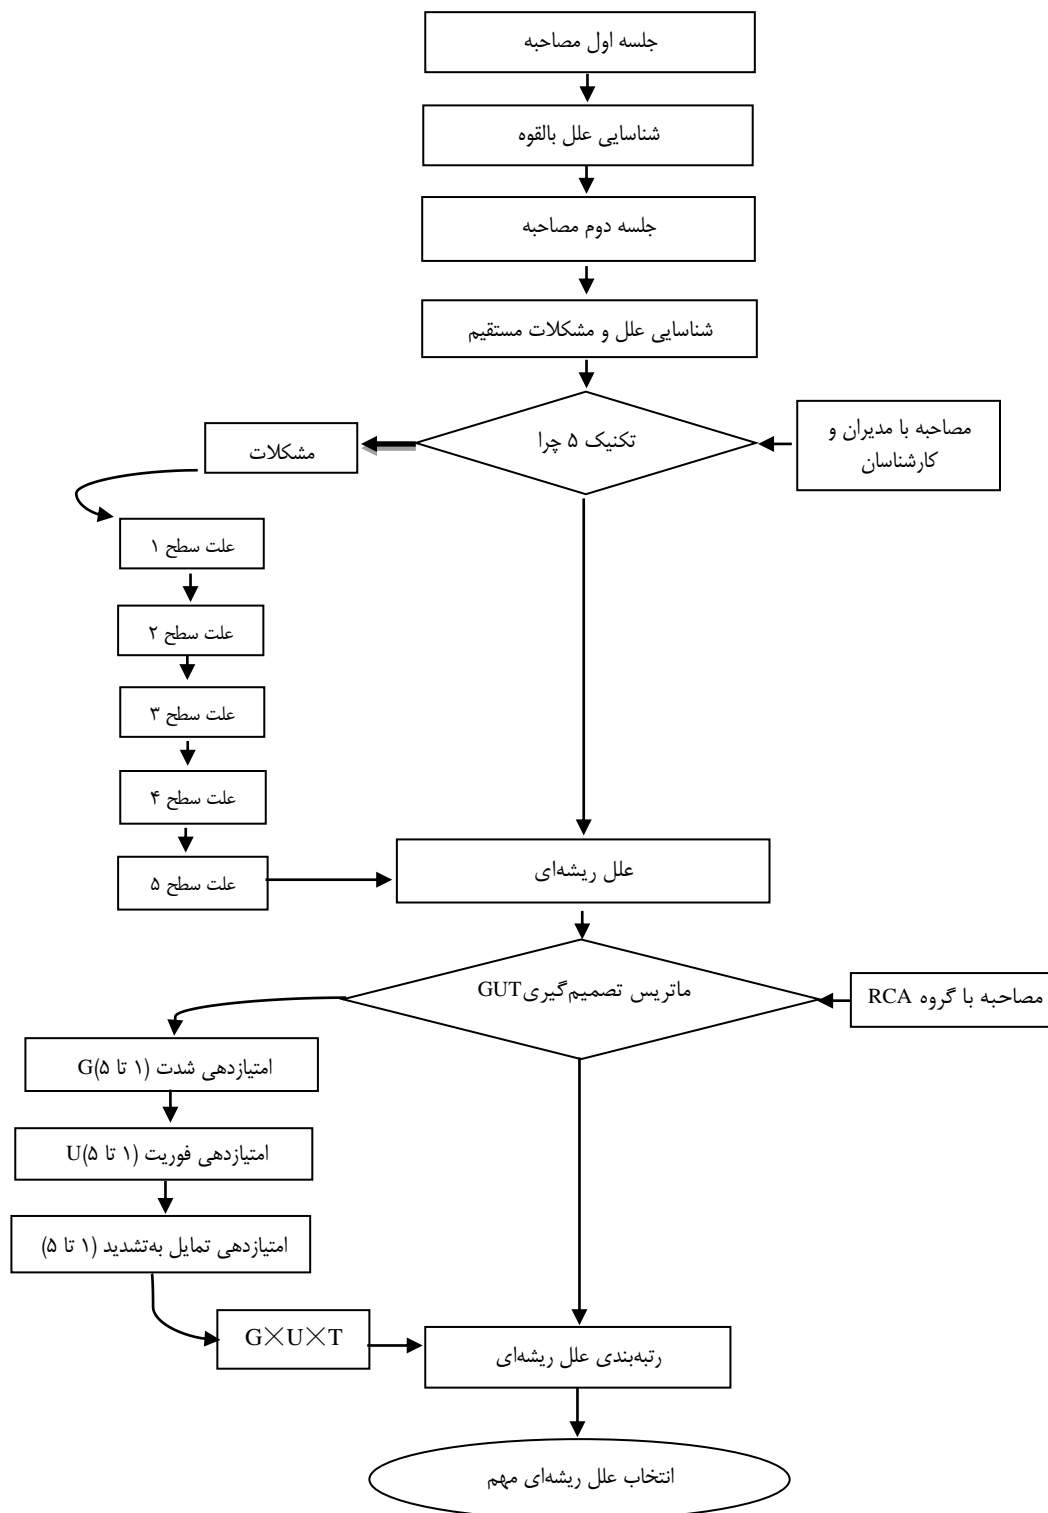 جلسه اول مصاحبه
شناسایی علل بالقوه
جلسه دوم مصاحبه
شناسایی علل و مشکلات مستقیم
تکنیک ۵ چرا
مصاحبه با مدیران و
کارشناسان
مشکلات
علت سطح ۱
علت سطح ۲
علت سطح ۳
علت سطح ۴
علت سطح ۵
علل ریشه‌ای
ماتریس تصمیم‌گیریGUT
مصاحبه با گروه RCA
امتیازدهی شدت (۱ تا ۵)G
امتیازدهی فوریت (۱ تا ۵)U
امتیازدهی تمایل به‌تشدید (۱ تا ۵)
G×U×T
رتبه‌بندی علل ریشه‌ای
انتخاب علل ریشه‌ای مهم